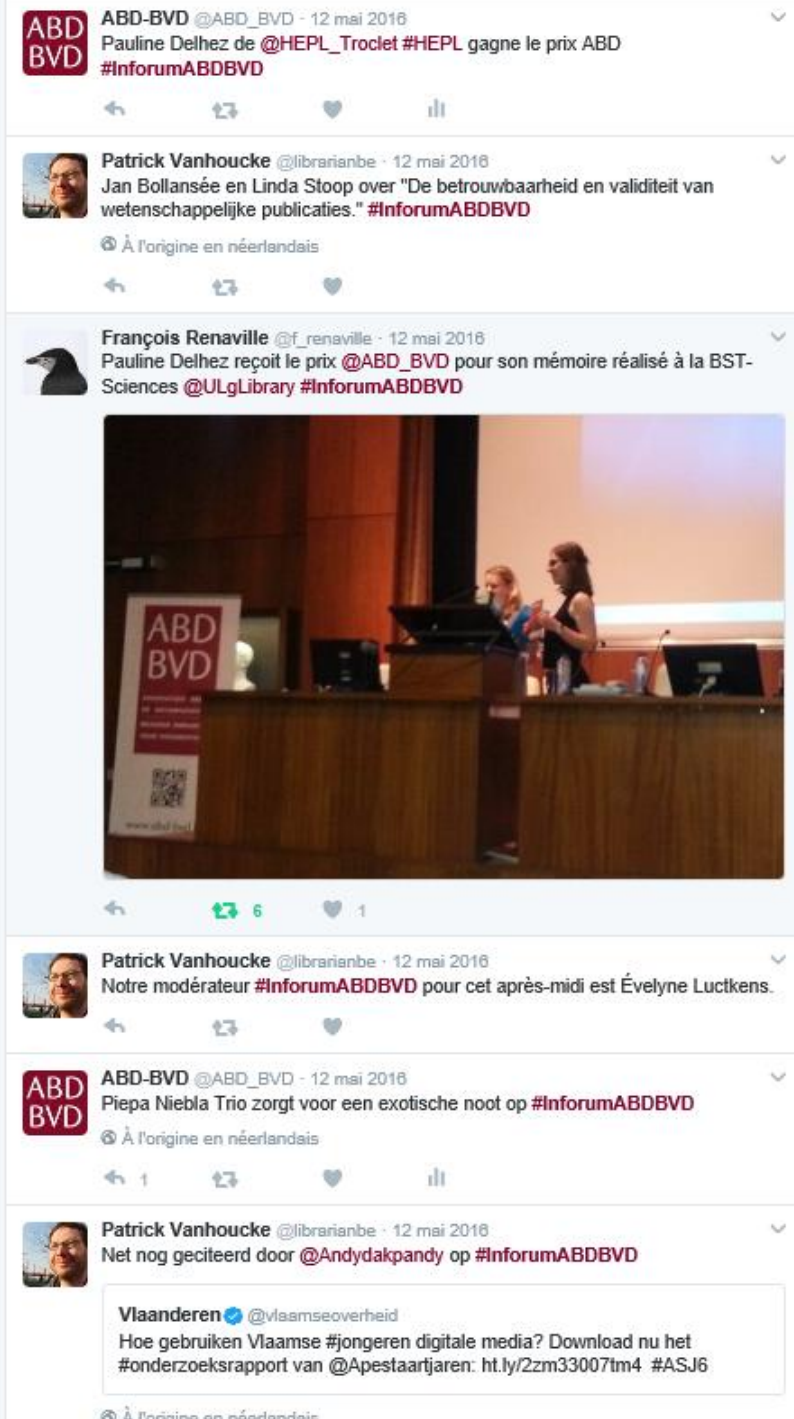 ABD
BVD
ABD-BVD @ABD_BVD · 12 mai 2016
Pauline Delhez de @HEPL_Troclet #HEPL gagne le prix ABD
#InforumABDBVD
Patrick Vanhoucke @librarianbe · 12 mai 2016
Jan Bollansée en Linda Stoop over "De betrouwbaarheid en validiteit van
wetenschappelijke publicaties." #InforumABDBVD
À l'origine en néerlandais
François Renaville @f_renaville · 12 mai 2016
Pauline Delhez reçoit le prix @ABD_BVD pour son mémoire réalisé à la BST-
Sciences @ULgLibrary #InforumABDBVD
ABD
BVD
6 1
Patrick Vanhoucke @librarianbe · 12 mai 2016
Notre modérateur #InforumABDBVD pour cet après-midi est Évelyne Luctkens.
ABD
BVD
ABD-BVD @ABD_BVD · 12 mai 2016
Piepa Niebla Trio zorgt voor een exotische noot op #InforumABDBVD
À l'origine en néerlandais
1
Patrick Vanhoucke @librarianbe · 12 mai 2016
Net nog geciteerd door @Andydakpandy op #InforumABDBVD
Vlaanderen @vlaamseoverheid
Hoe gebruiken Vlaamse #jongeren digitale media? Download nu het
#onderzoeksrapport van @Apestaartjaren: ht.ly/2zm33007tm4 #ASJ6
À l'origine en néerlandais